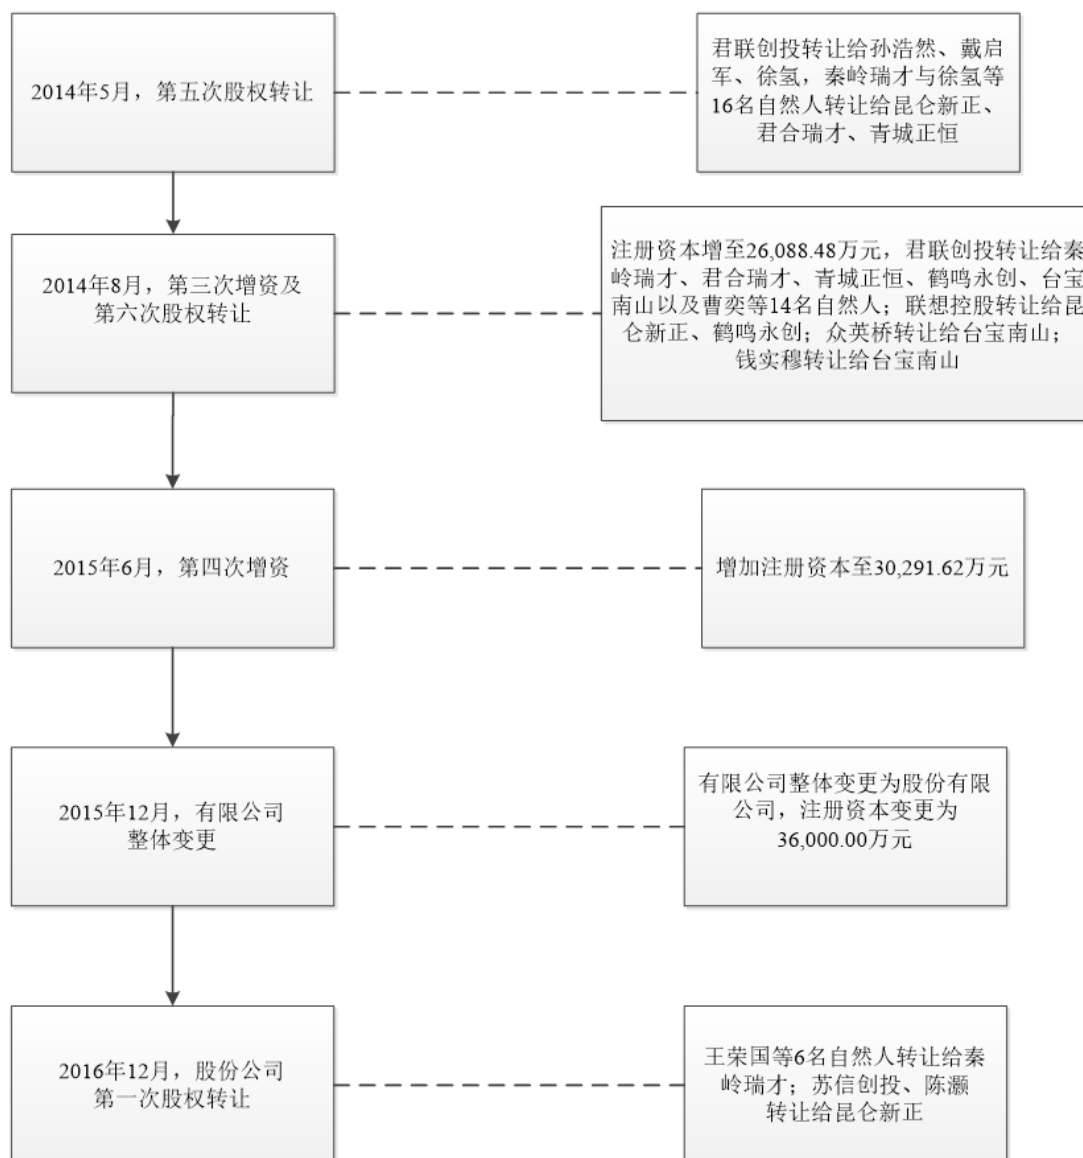 2014年5月，第五次股权转让
君联创投转让给孙浩然、戴启
军、徐氢，秦岭瑞才与徐氢等
16名自然人转让给昆仑新正、
君合瑞才、青城正恒
2014年8月，第三次增资及
第六次股权转让
注册资本增至26,088.48万元，君联创投转让给秦
岭瑞才、君合瑞才、青城正恒、鹤鸣永创、台宝
南山以及曹奕等14名自然人；联想控股转让给昆
仑新正、鹤鸣永创；众英桥转让给台宝南山；
钱实穆转让给台宝南山
2015年6月，第四次增资
增加注册资本至30,291.62万元
2015年12月，有限公司
整体变更
有限公司整体变更为股份有限
公司，注册资本变更为
36,000.00万元
2016年12月，股份公司
第一次股权转让
王荣国等6名自然人转让给秦
岭瑞才；苏信创投、陈灏
转让给昆仑新正